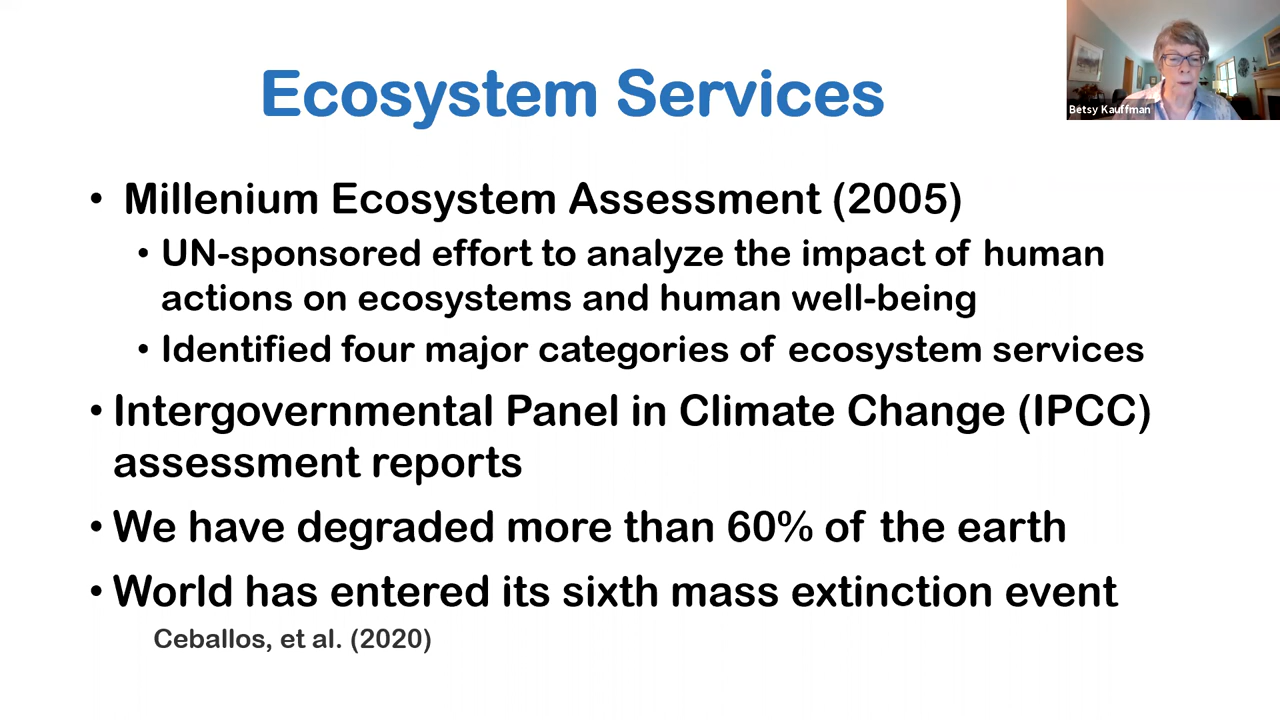 Ecosystem Services
Betsy Kauffman
• Millenium Ecosystem Assessment (2005)
• UN-sponsored effort to analyze the impact of human
actions on ecosystems and human well-being
• Identified four major categories of ecosystem services
• Intergovernmental Panel in Climate Change (IPCC)
assessment reports
• We have degraded more than 60% of the earth
• World has entered its sixth mass extinction event
Ceballos, et al. (2020)